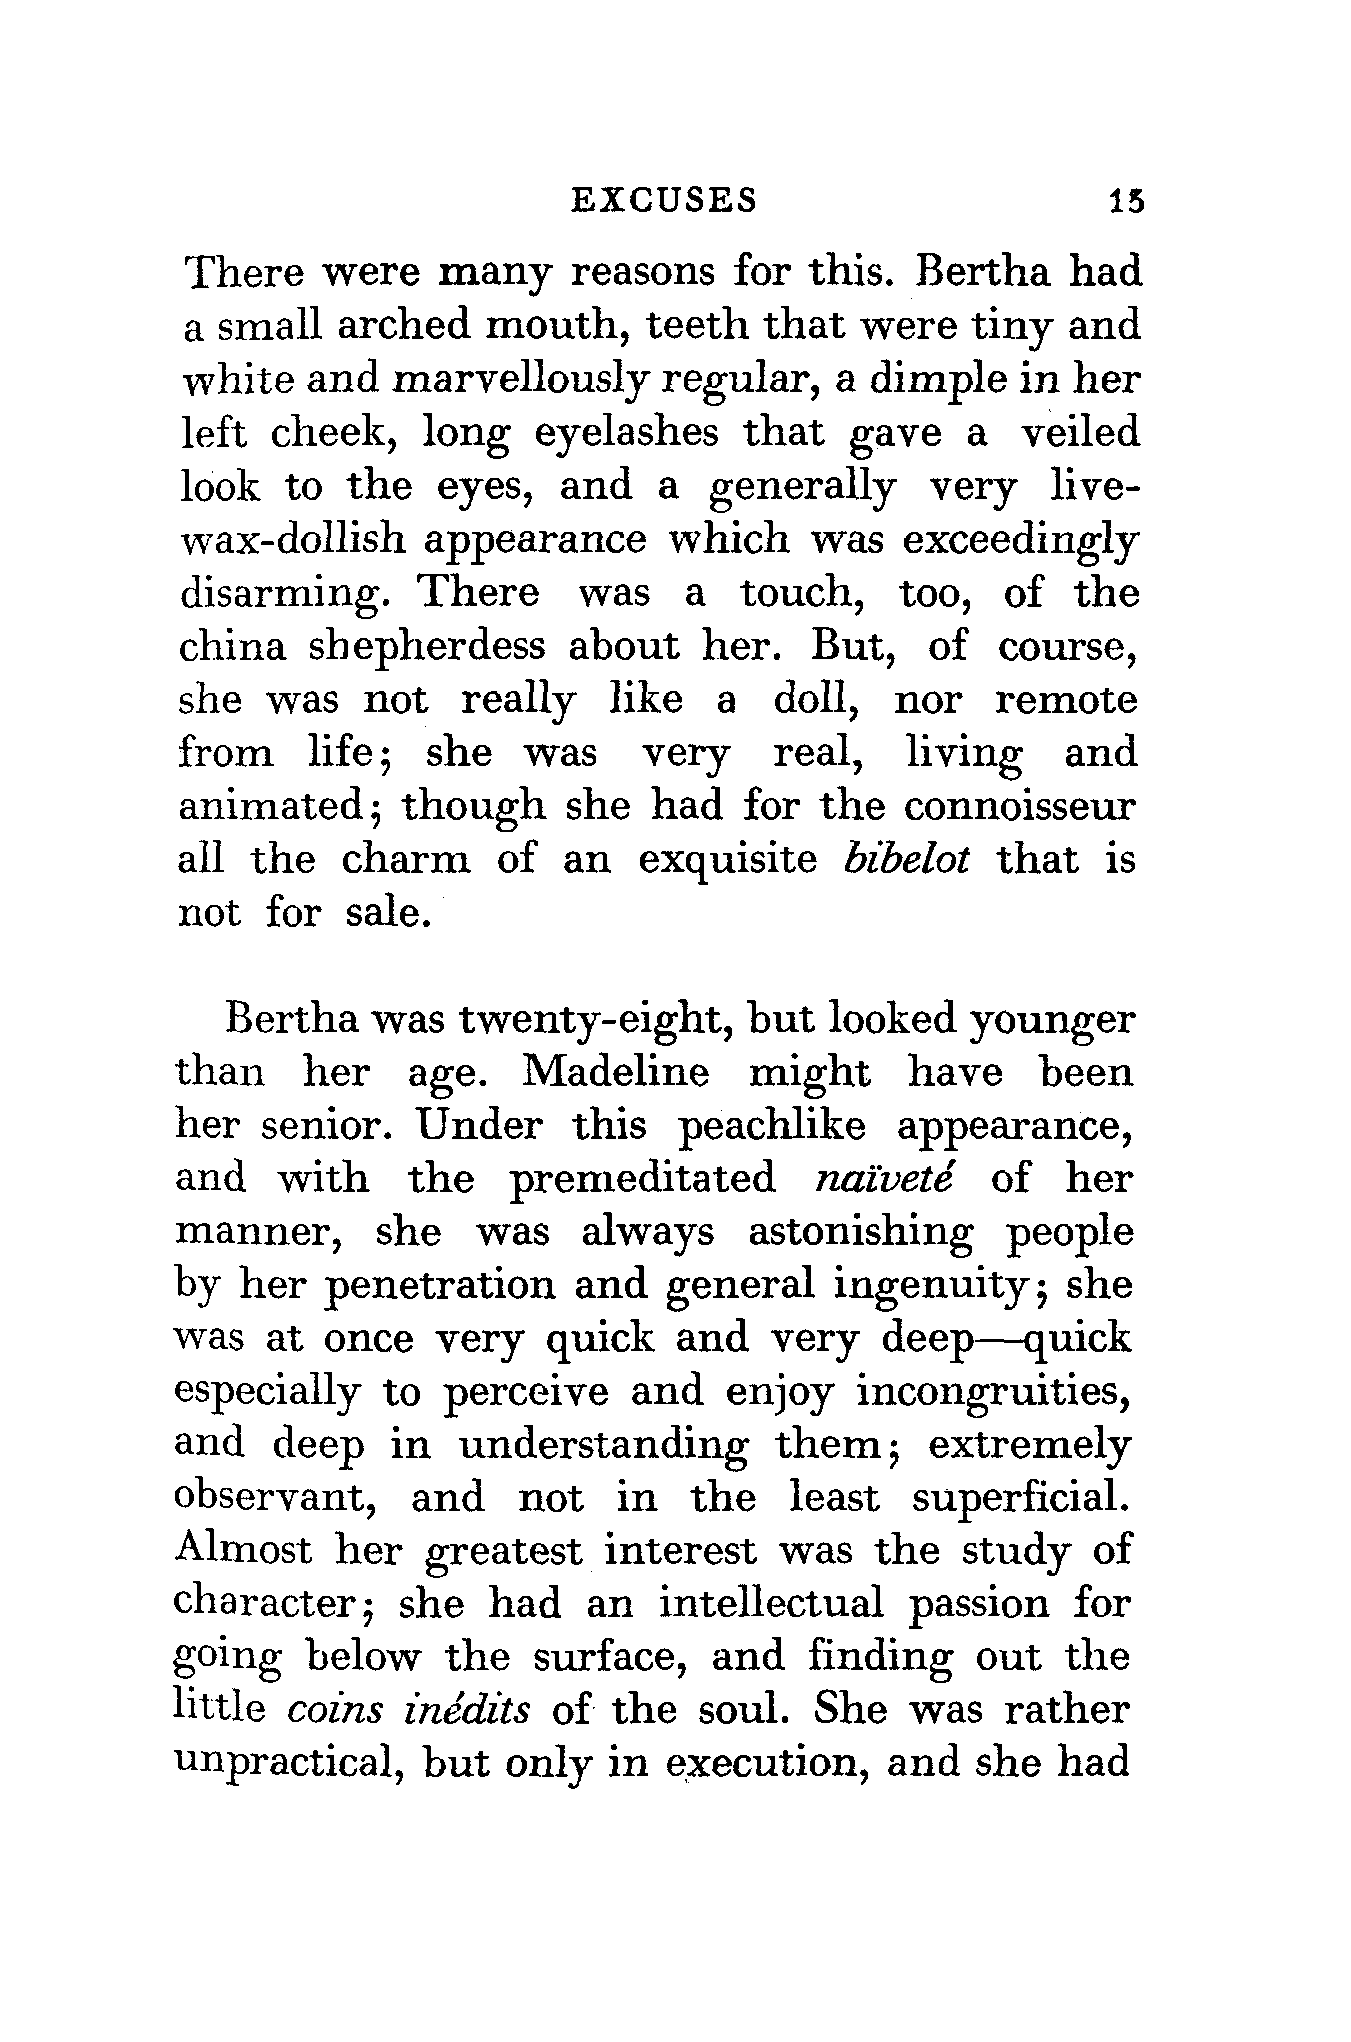 EXCUSES 15
There were many reasons for this. Bertha had
a small arched mouth, teeth that were tiny and
white and marvellously regular, a dimple in her
left cheek, long eyelashes that gave a veiled
look to the eyes, and a generally very live-
wax-dollish appearance which was exceedingly
disarming. There was a touch, too, of the
china shepherdess about her. But, of course,
she was not really like a doll, nor remote
from life; she was very real, living and
animated; though she had for the connoisseur
all the charm of an exquisite bibelot that is
not for sale.
Bertha was twenty-eight, but looked younger
than her age. Madeline might have been
her senior. Under this peachlike appearance,
and with the premeditated naïveté of her
manner, she was always astonishing people
by her penetration and general ingenuity; she
was at once very quick and very deep—quick
especially to perceive and enjoy incongruities,
and deep in understanding them; extremely
observant, and not in the least superficial.
Almost her greatest interest was the study of
character; she had an intellectual passion for
going below the surface, and finding out the
little coins inédits of the soul. She was rather
unpractical, but only in execution, and she had